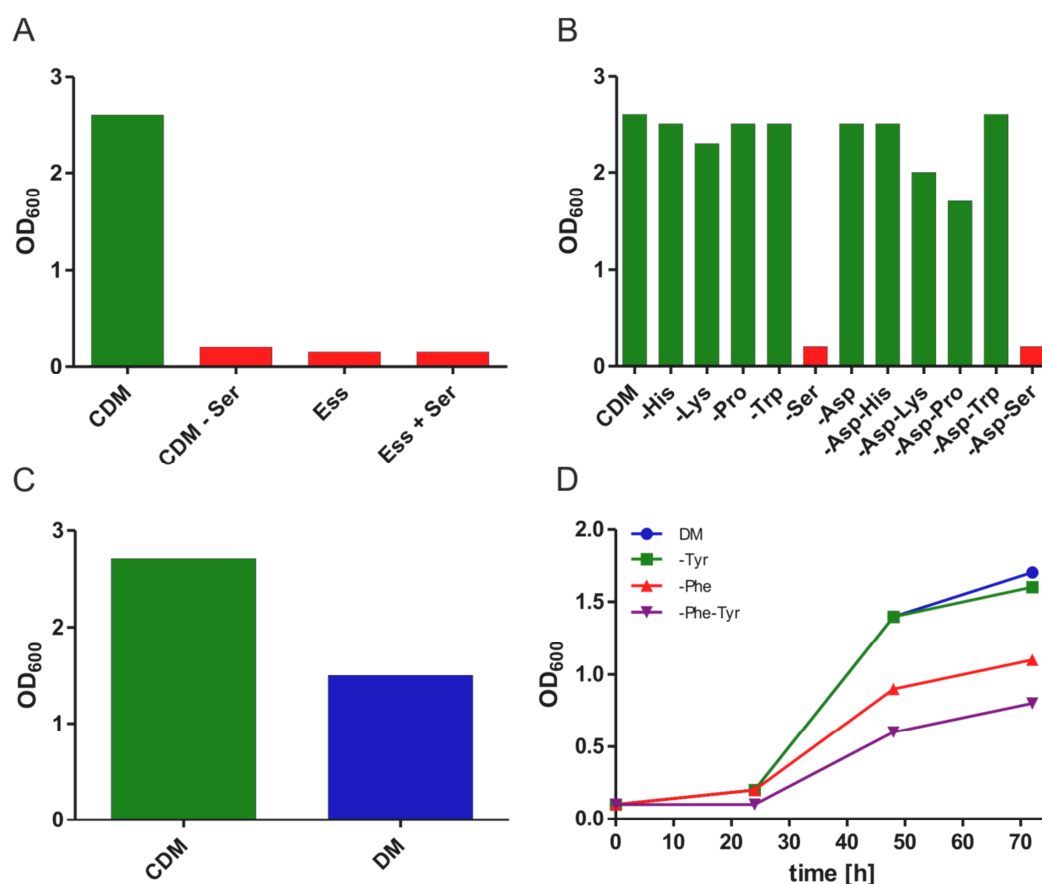 A
B
3
2
1
0
OD600
CDM
CDM - Ser
Ess
Ess + Ser
3
2
1
0
OD600
CDM
-His
-Lys
-Pro
-Trp
-Ser
-Asp
-Asp-His
-Asp-Lys
-Asp-Pro
-Asp-Trp
-Asp-Ser
C
D
3
2
1
0
OD600
CDM
DM
2.0
1.5
1.0
0.5
0.0
OD600
DM
-Tyr
-Phe
-Phe-Tyr
0 10 20 30 40 50 60 70
time [h]